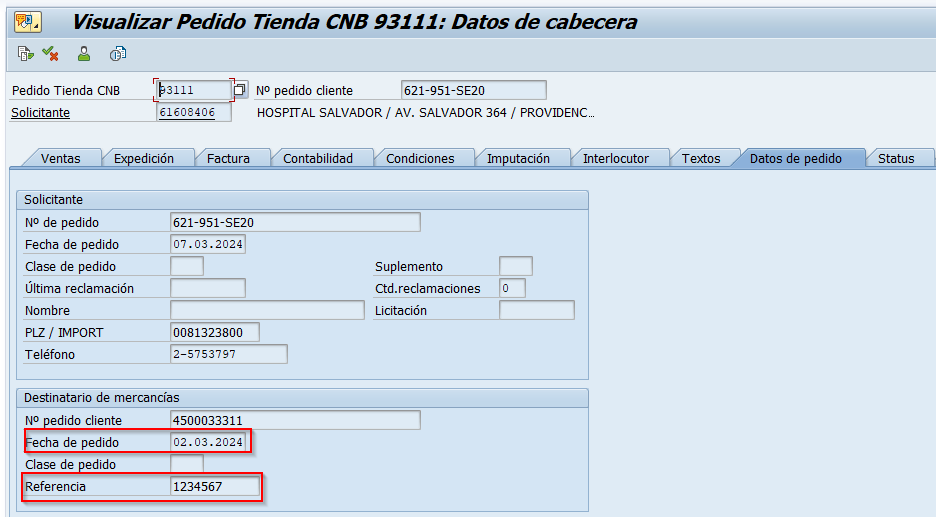 Visualizar Pedido Tienda CNB 93111: Datos de cabecera
Pedido Tienda CNB 93111 Nº pedido cliente 621-951-SE20
Solicitante 61608406 HOSPITAL SALVADOR / AV. SALVADOR 364 / PROVIDENC...
Ventas Expedición Factura Contabilidad Condiciones Imputación Interlocutor Textos Datos de pedido Status
Solicitante
Nº de pedido 621-951-SE20
Fecha de pedido 07.03.2024
Clase de pedido Suplemento
Última reclamación Ctd.reclamaciones 0
Nombre Licitación
PLZ / IMPORT 0081323800
Teléfono 2-5753797
Destinatario de mercancías
Nº pedido cliente 4500033311
Fecha de pedido 02.03.2024
Clase de pedido
Referencia 1234567